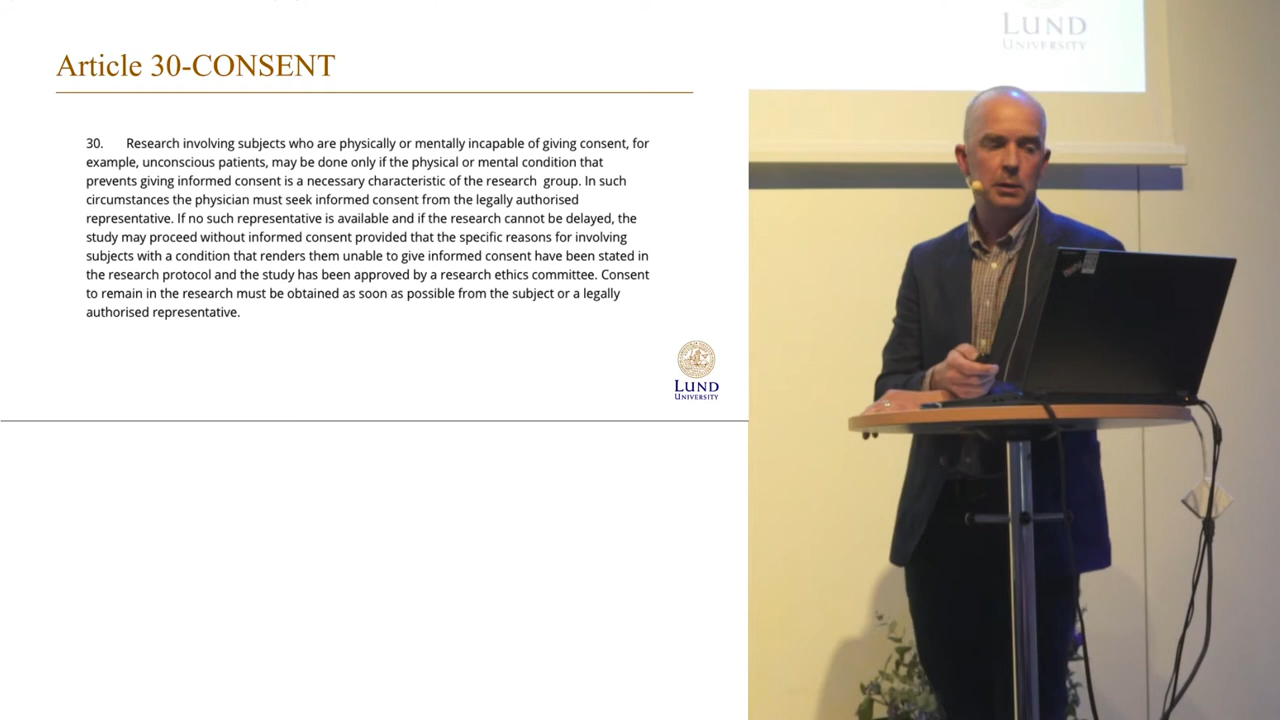 Article 30-CONSENT
30. Research involving subjects who are physically or mentally incapable of giving consent, for
example, unconscious patients, may be done only if the physical or mental condition that
prevents giving informed consent is a necessary characteristic of the research group. In such
circumstances the physician must seek informed consent from the legally authorised
representative. If no such representative is available and if the research cannot be delayed, the
study may proceed without informed consent provided that the specific reasons for involving
subjects with a condition that renders them unable to give informed consent have been stated in
the research protocol and the study has been approved by a research ethics committee. Consent
to remain in the research must be obtained as soon as possible from the subject or a legally
authorised representative.
LUND
UNIVERSITY
LUND
UNIVERSITY